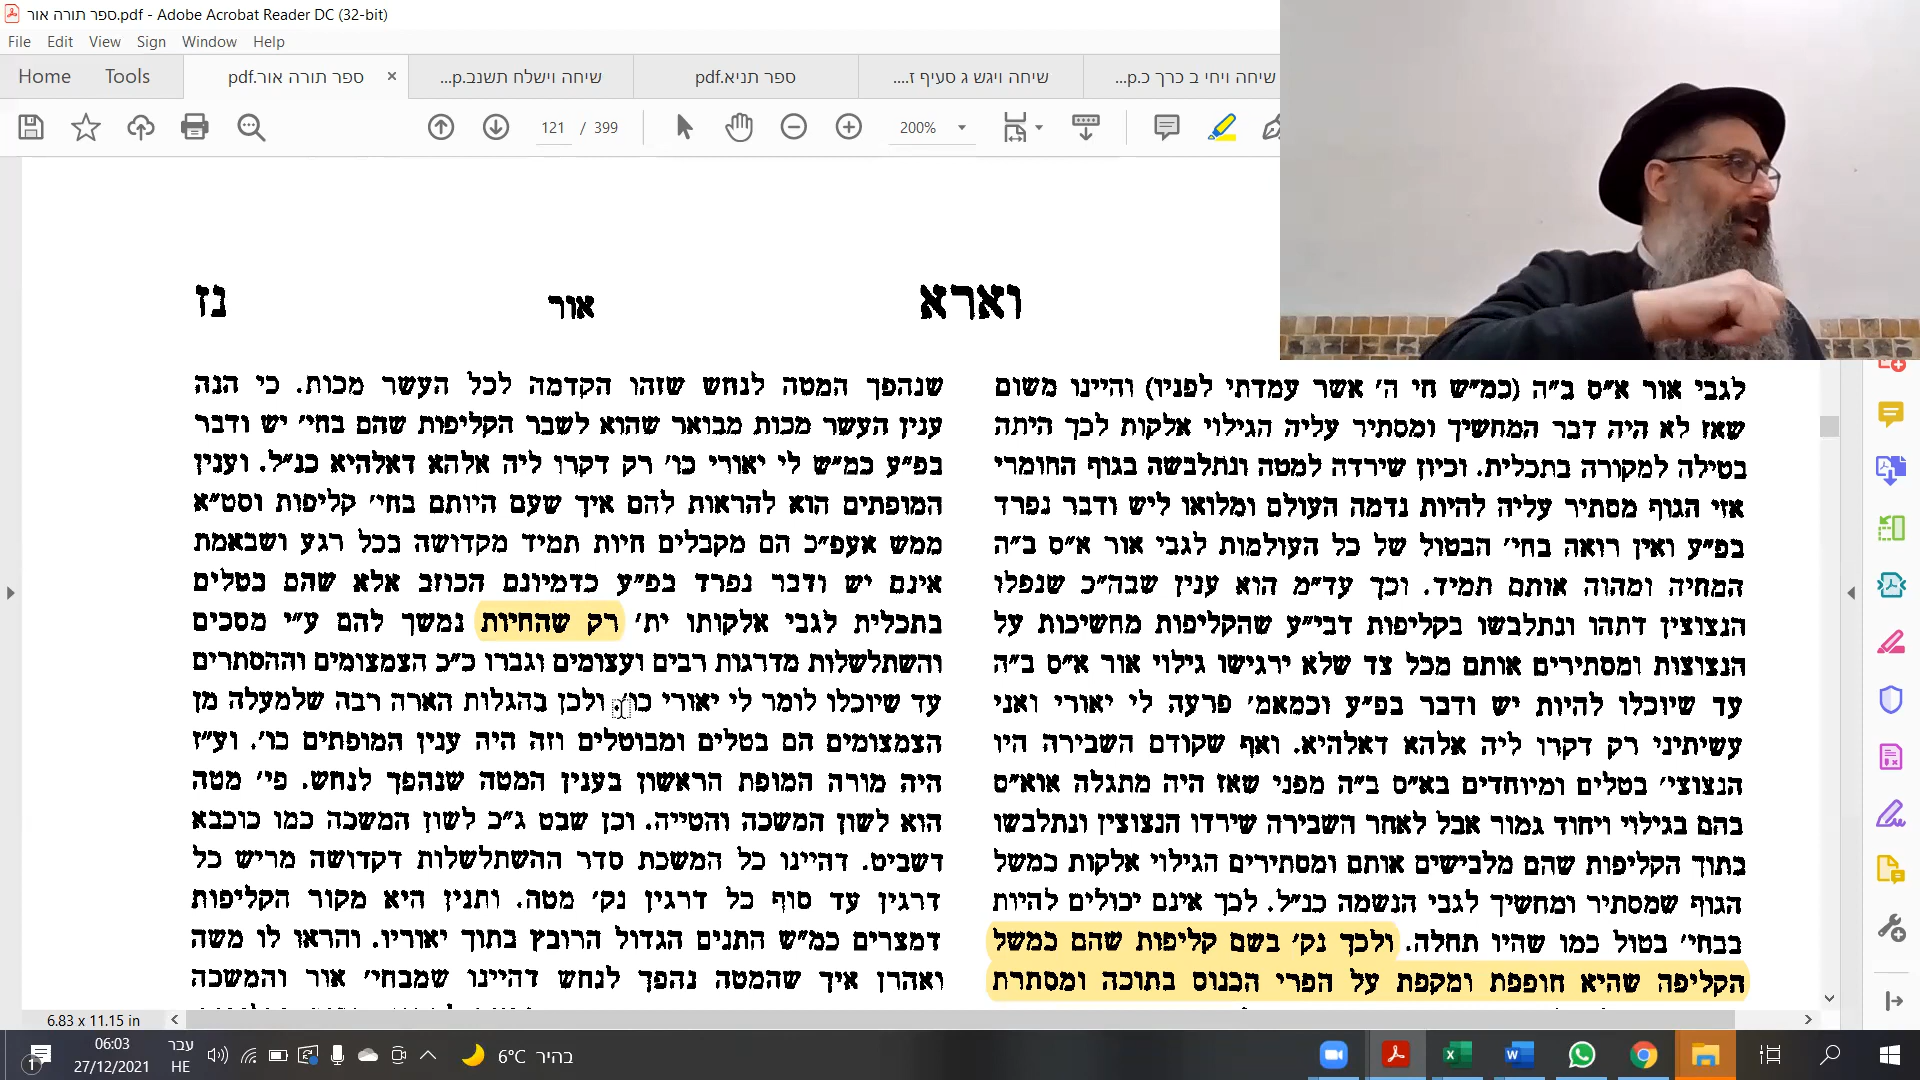 ספר תורה אור.pdf - Adobe Acrobat Reader DC (32-bit)
File Edit View Sign Window Help
Home Tools ספר תורה אור.pdf × שיחה וישלח תשנב.p... ספר תניא.pdf שיחה ויגש ג סעיף ז.... שיחה ויחי ב כרך כ.p...
121 / 399 200%
וארא אור נז
לגבי אור א״ס ב״ה (כמ״ש חי ה׳ אשר עמדתי לפניו) והיינו משום
שאז לא היה דבר המחשיך ומסתיר עליה הגילוי אלקות לכך היתה
בטילה למקורה בתכלית. וכיון שירדה למטה ונתלבשה בגוף החומרי
אזי הגוף מסתיר עליה להיות נדמה העולם ומלואו ליש ודבר נפרד
בפ״ע ואין רואה בחי׳ הבטול של כל העולמות לגבי אור א״ס ב״ה
המחיה ומהוה אותם תמיד. וכך עד״מ הוא ענין שבה״כ שנפלו
הנצוצין דתהו ונתלבשו בקליפות דבי״ע שהקליפות מחשיכות על
הנצוצות ומסתירים אותם מכל צד שלא ירגישו גילוי אור א״ס ב״ה
עד שיוכלו להיות יש ודבר בפ״ע וכמאמ׳ פרעה לי יאורי ואני
עשיתיני רק דקרו ליה אלהא דאלהיא. ואף שקודם השבירה היו
הנצוצי׳ בטלים ומיוחדים בא״ס ב״ה מפני שאז היה מתגלה אוא״ס
בהם בגילוי ויחוד גמור אבל לאחר השבירה שירדו הנצוצין ונתלבשו
בתוך הקליפות שהם מלבישים אותם ומסתירים הגילוי אלקות כמשל
הגוף שמסתיר ומחשיך לגבי הנשמה כנ״ל. לכך אינם יכולים להיות
בבחי׳ בטול כמו שהיו תחלה. ולכך נק׳ בשם קליפות שהם כמשל
הקליפה שהיא חופפת ומקפת על הפרי הכנוס בתוכה ומסתרת
שנהפך המטה לנחש שזהו הקדמה לכל העשר מכות. כי הנה
ענין העשר מכות מבואר שהוא לשבר הקליפות שהם בחי׳ יש ודבר
בפ״ע כמ״ש לי יאורי כו׳ רק דקרו ליה אלהא דאלהיא כנ״ל. וענין
המופתים הוא להראות להם איך שעם היותם בחי׳ קליפות וסט״א
ממש אעפ״כ הם מקבלים חיות תמיד מקדושה בכל רגע ושבאמת
אינם יש ודבר נפרד בפ״ע כדמיונם הכוזב אלא שהם בטלים
בתכלית לגבי אלקותו ית׳ רק שהחיות נמשך להם ע״י מסכים
והשתלשלות מדרגות רבים ועצומים וגברו כ״כ הצמצומים וההסתרים
עד שיוכלו לומר לי יאורי כו׳ ולכן בהגלות הארה רבה שלמעלה מן
הצמצומים הם בטלים ומבוטלים וזה היה ענין המופתים כו׳. וע״ז
היה מורה המופת הראשון בענין המטה שנהפך לנחש. פי׳ מטה
הוא לשון המשכה והטייה. וכן שבט ג״כ לשון המשכה כמו כוכבא
דשביט. דהיינו כל המשכת סדר ההשתלשלות דקדושה מריש כל
דרגין עד סוף כל דרגין נק׳ מטה. ותנין היא מקור הקליפות
דמצרים כמ״ש התנים הגדול הרובץ בתוך יאוריו. והראו לו משה
ואהרן איך שהמטה נהפך לנחש דהיינו שמבחי׳ אור והמשכה
6.83 x 11.15 in
1 06:03 27/12/2021 עבר HE 6°C בהיר